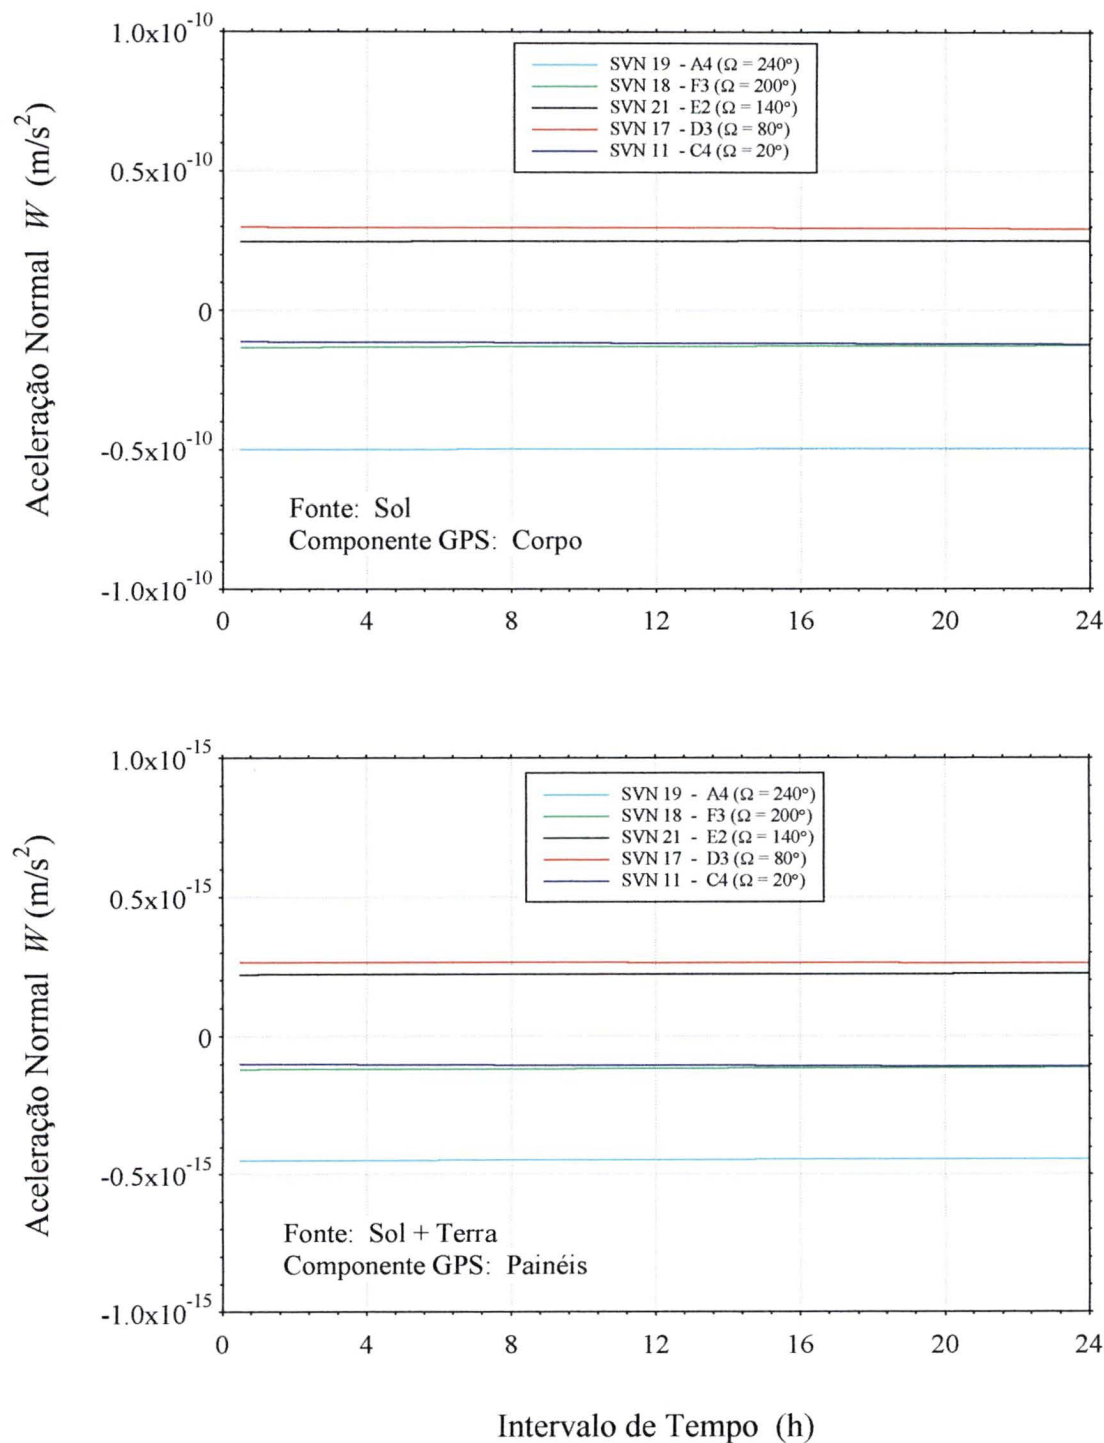 1.0x10⁻¹⁰
SVN 19 - A4 (Ω = 240°)
SVN 18 - F3 (Ω = 200°)
SVN 21 - E2 (Ω = 140°)
SVN 17 - D3 (Ω = 80°)
SVN 11 - C4 (Ω = 20°)
0.5x10⁻¹⁰
0
-0.5x10⁻¹⁰
-1.0x10⁻¹⁰
Aceleração Normal W (m/s²)
Fonte: Sol
Componente GPS: Corpo
0 4 8 12 16 20 24
1.0x10⁻¹⁵
SVN 19 - A4 (Ω = 240°)
SVN 18 - F3 (Ω = 200°)
SVN 21 - E2 (Ω = 140°)
SVN 17 - D3 (Ω = 80°)
SVN 11 - C4 (Ω = 20°)
0.5x10⁻¹⁵
0
-0.5x10⁻¹⁵
-1.0x10⁻¹⁵
Aceleração Normal W (m/s²)
Fonte: Sol + Terra
Componente GPS: Painéis
0 4 8 12 16 20 24
Intervalo de Tempo (h)